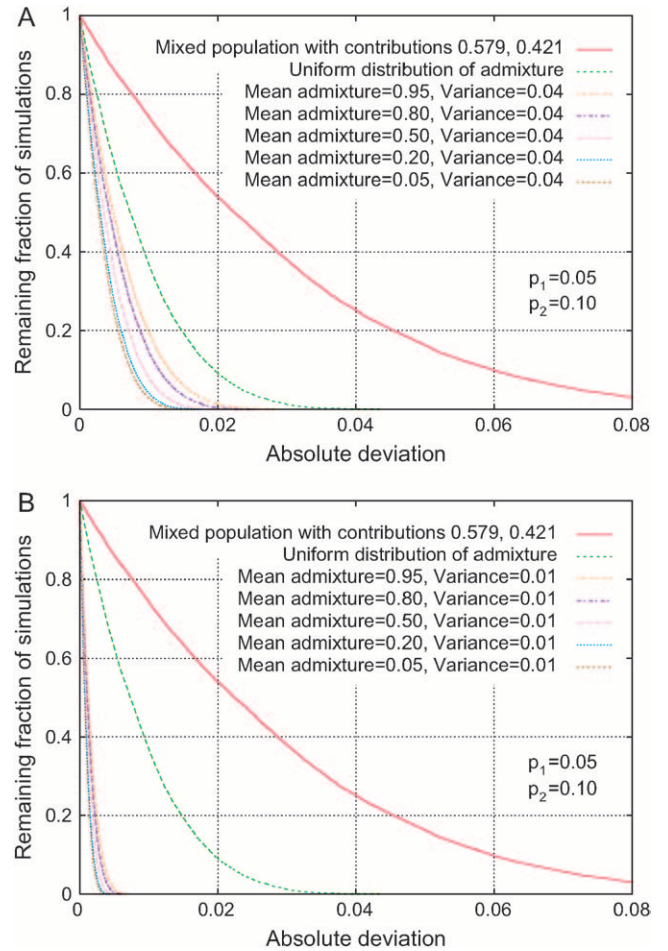 A
1
Mixed population with contributions 0.579, 0.421
Uniform distribution of admixture
0.8
Mean admixture=0.95, Variance=0.04
Mean admixture=0.80, Variance=0.04
Mean admixture=0.50, Variance=0.04
0.6
Mean admixture=0.20, Variance=0.04
Mean admixture=0.05, Variance=0.04
Remaining fraction of simulations
0.4
p1=0.05
p2=0.10
0.2
0
0 0.02 0.04 0.06 0.08
Absolute deviation
B
1
Mixed population with contributions 0.579, 0.421
Uniform distribution of admixture
0.8
Mean admixture=0.95, Variance=0.01
Mean admixture=0.80, Variance=0.01
Mean admixture=0.50, Variance=0.01
0.6
Mean admixture=0.20, Variance=0.01
Mean admixture=0.05, Variance=0.01
Remaining fraction of simulations
0.4
p1=0.05
p2=0.10
0.2
0
0 0.02 0.04 0.06 0.08
Absolute deviation